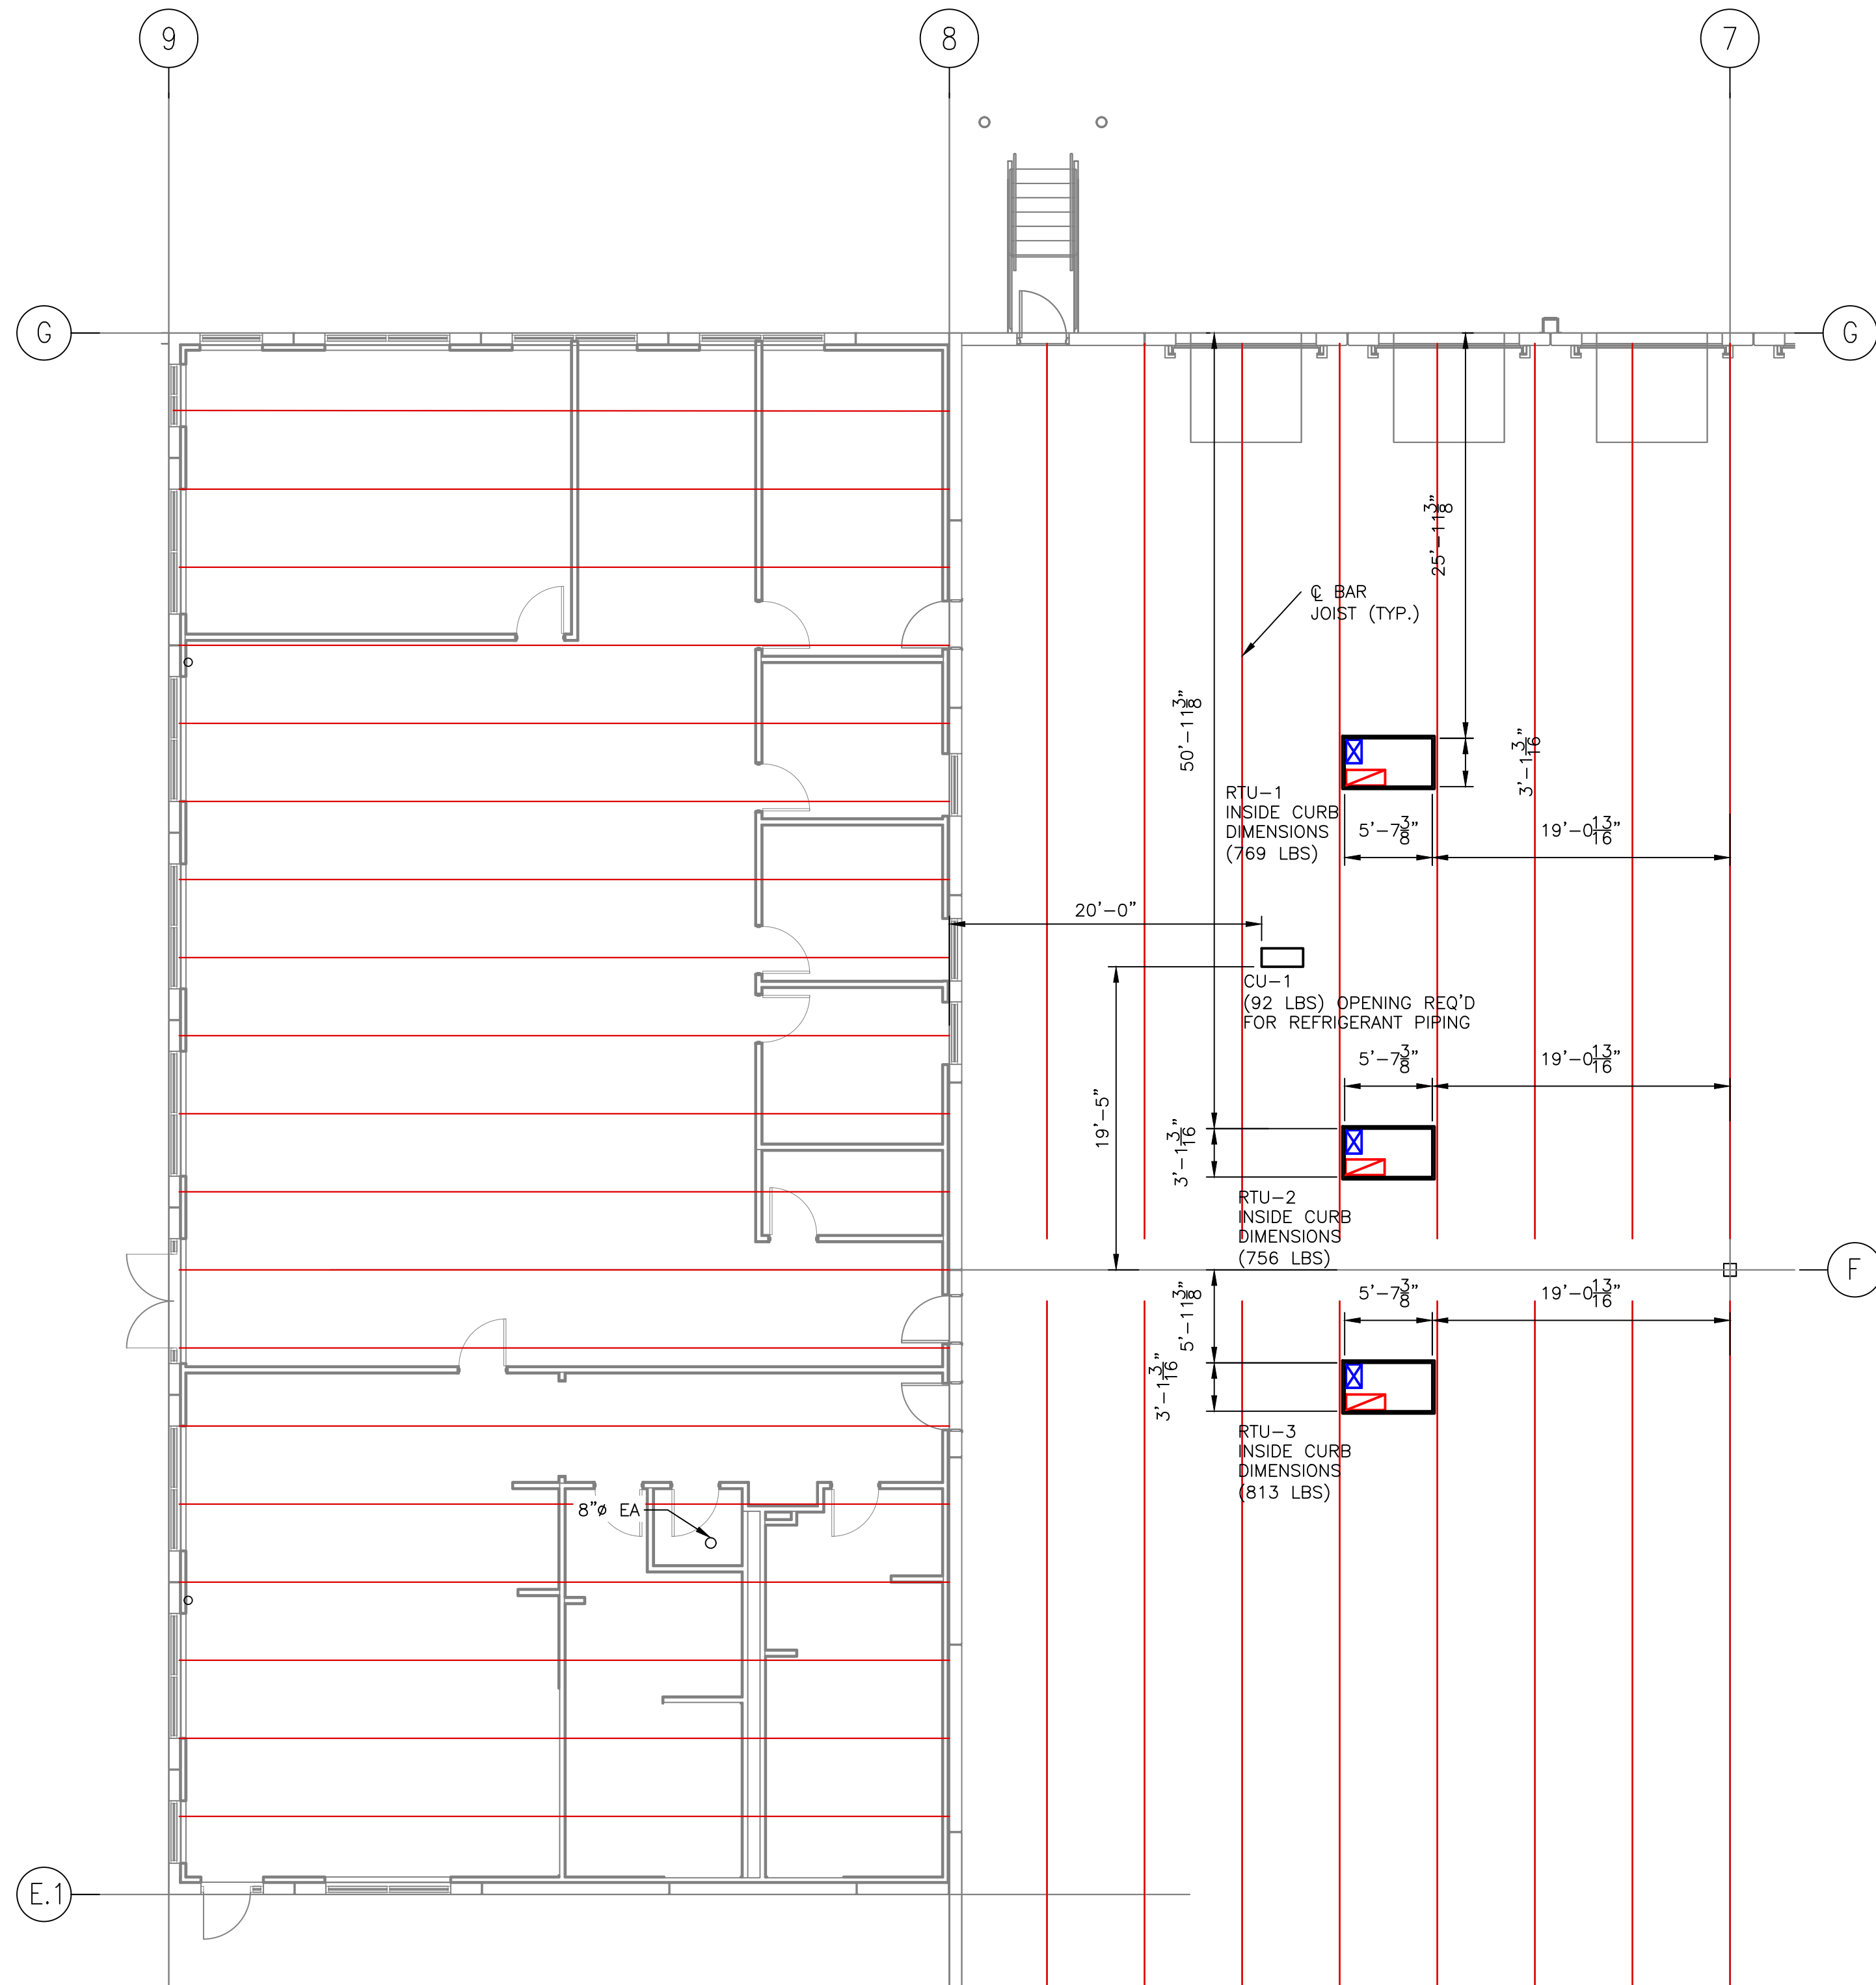 9
8
7
G
G
25'-11 3/8"
℄ BAR
JOIST (TYP.)
50'-11 3/8"
3'-1 3/16"
RTU-1
INSIDE CURB
DIMENSIONS
(769 LBS)
5'-7 3/8"
19'-0 13/16"
20'-0"
CU-1
(92 LBS) OPENING REQ'D
FOR REFRIGERANT PIPING
5'-7 3/8"
19'-0 13/16"
19'-5"
3'-1 3/16"
RTU-2
INSIDE CURB
DIMENSIONS
(756 LBS)
F
5'-11 3/8"
5'-7 3/8"
19'-0 13/16"
3'-1 3/16"
RTU-3
INSIDE CURB
DIMENSIONS
(813 LBS)
8"ø EA
E.1